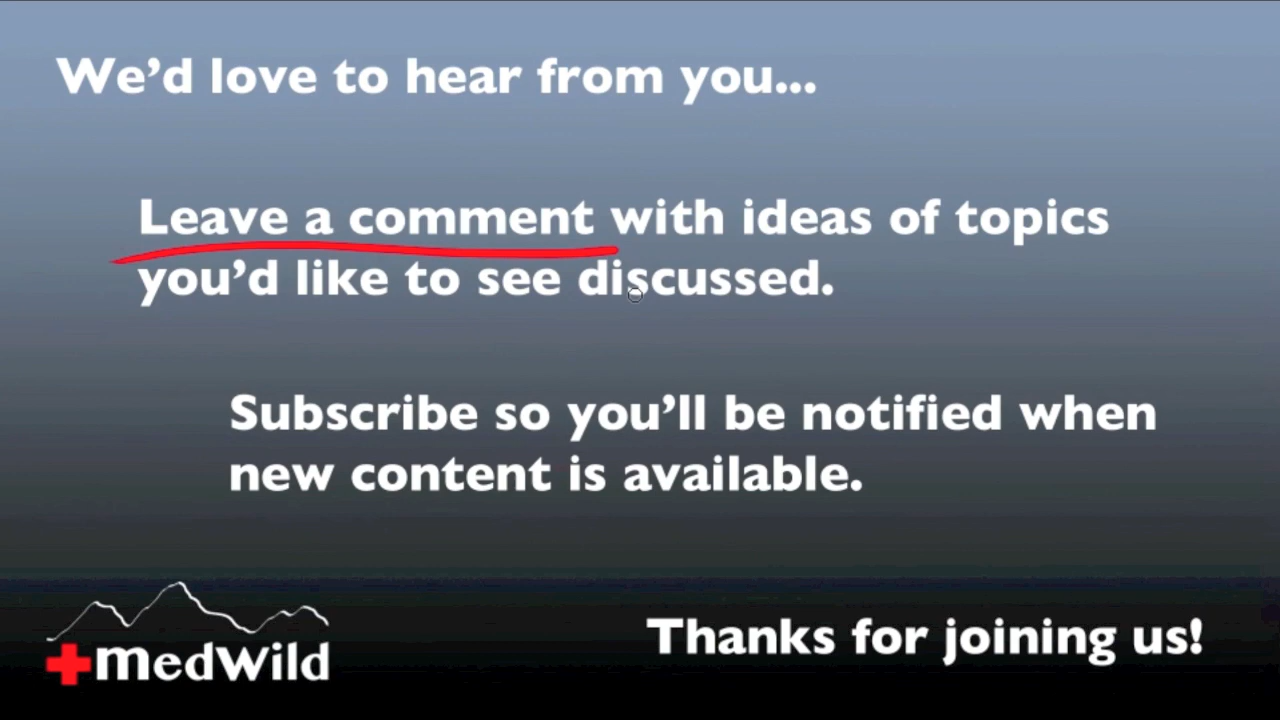 We’d love to hear from you...
Leave a comment with ideas of topics
you’d like to see discussed.
Subscribe so you’ll be notified when
new content is available.
medwild
Thanks for joining us!